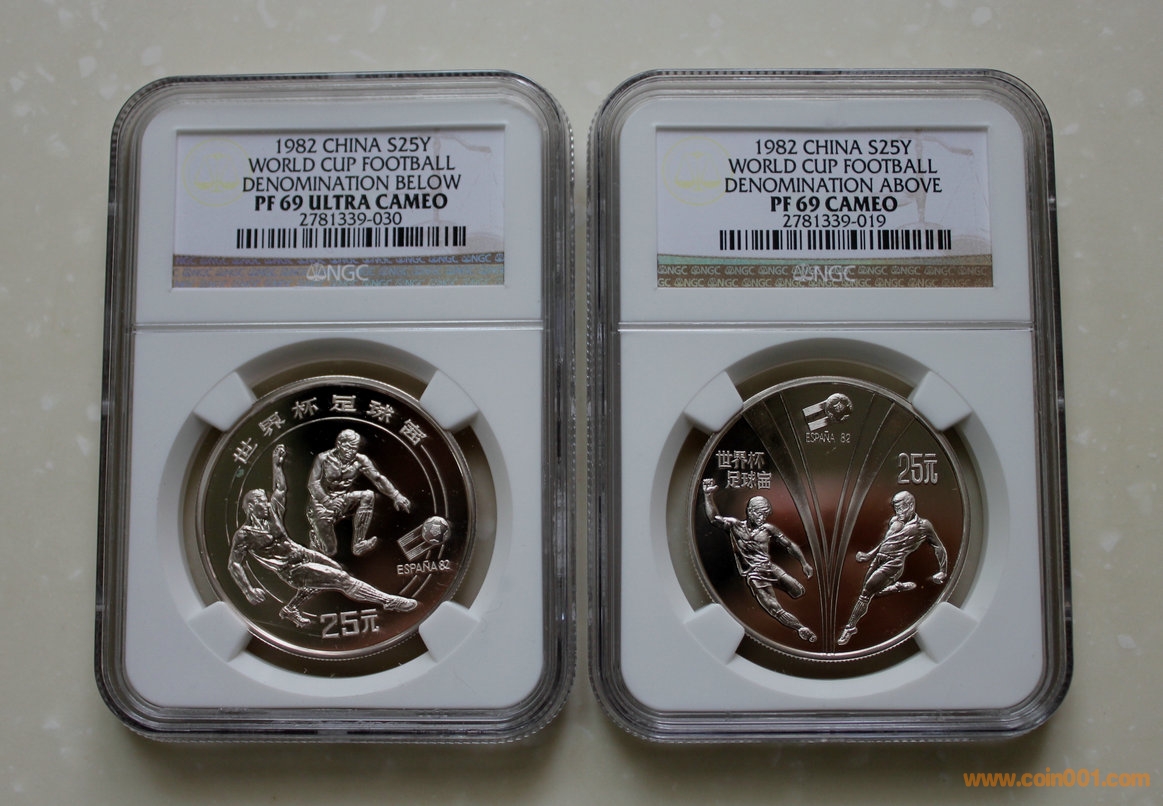 1982 CHINA S25Y
WORLD CUP FOOTBALL
DENOMINATION BELOW
PF 69 ULTRA CAMEO
2781339-030
NGC
世界杯足球宙
ESPAÑA 82
25元
1982 CHINA S25Y
WORLD CUP FOOTBALL
DENOMINATION ABOVE
PF 69 CAMEO
2781339-019
NGC
ESPAÑA 82
世界杯
足球宙
25元
www.coin001.com